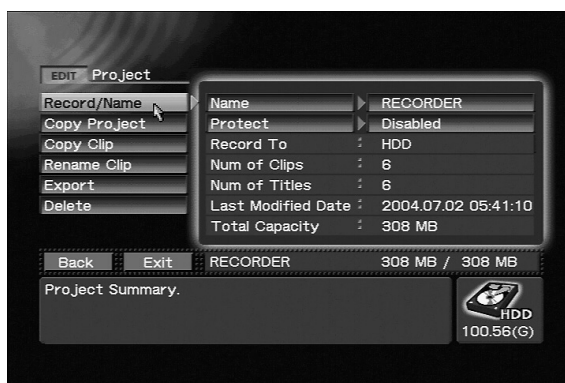 EDIT Project
Record/Name
Copy Project
Copy Clip
Rename Clip
Export
Delete
Name RECORDER
Protect Disabled
Record To : HDD
Num of Clips : 6
Num of Titles : 6
Last Modified Date : 2004.07.02 05:41:10
Total Capacity : 308 MB
Back Exit RECORDER 308 MB / 308 MB
Project Summary.
HDD
100.56(G)